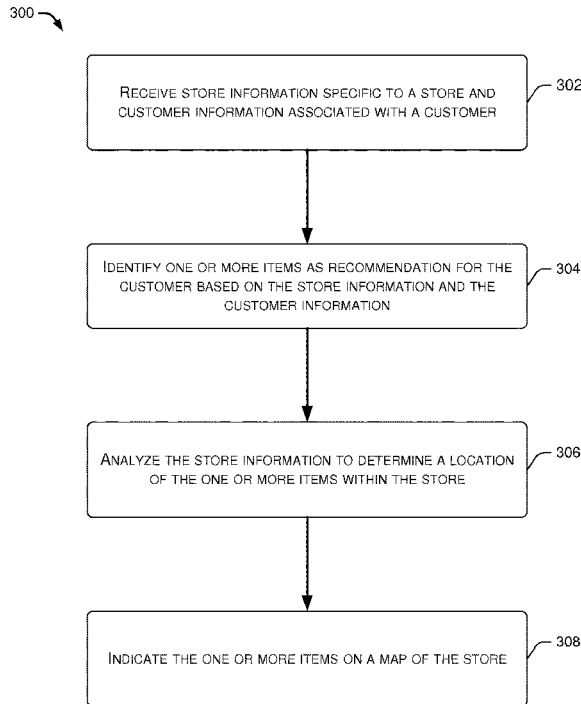 300
RECEIVE STORE INFORMATION SPECIFIC TO A STORE AND
CUSTOMER INFORMATION ASSOCIATED WITH A CUSTOMER
302
IDENTIFY ONE OR MORE ITEMS AS RECOMMENDATION FOR THE
CUSTOMER BASED ON THE STORE INFORMATION AND THE
CUSTOMER INFORMATION
304
ANALYZE THE STORE INFORMATION TO DETERMINE A LOCATION
OF THE ONE OR MORE ITEMS WITHIN THE STORE
306
INDICATE THE ONE OR MORE ITEMS ON A MAP OF THE STORE
308